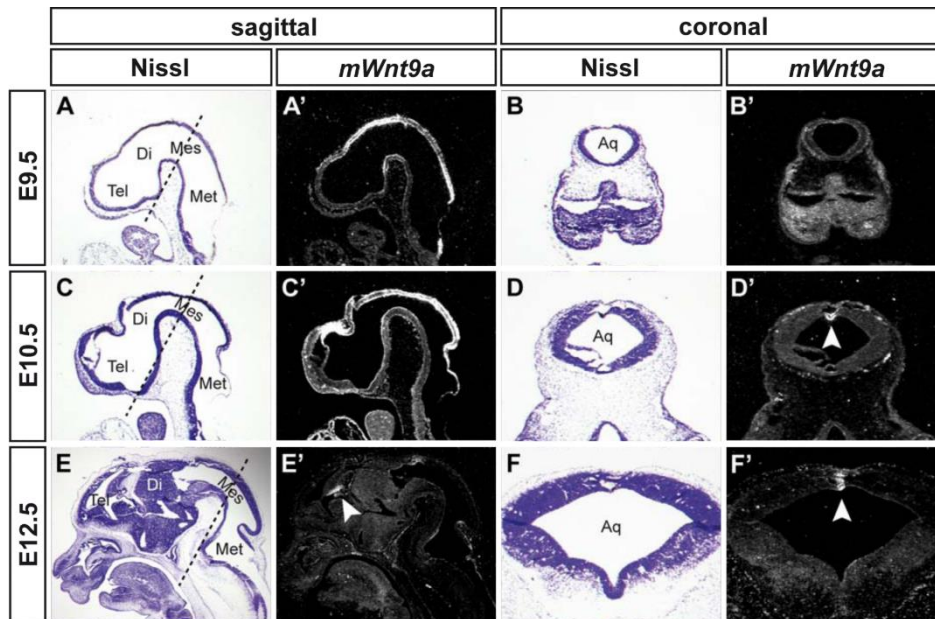 sagittal coronal
Nissl mWnt9a Nissl mWnt9a
E9.5
A Di Mes Tel Met A' B Aq B'
E10.5
C Di Mes Tel Met C' D Aq D'
E12.5
E Tel Di Mes Met E' F Aq F'